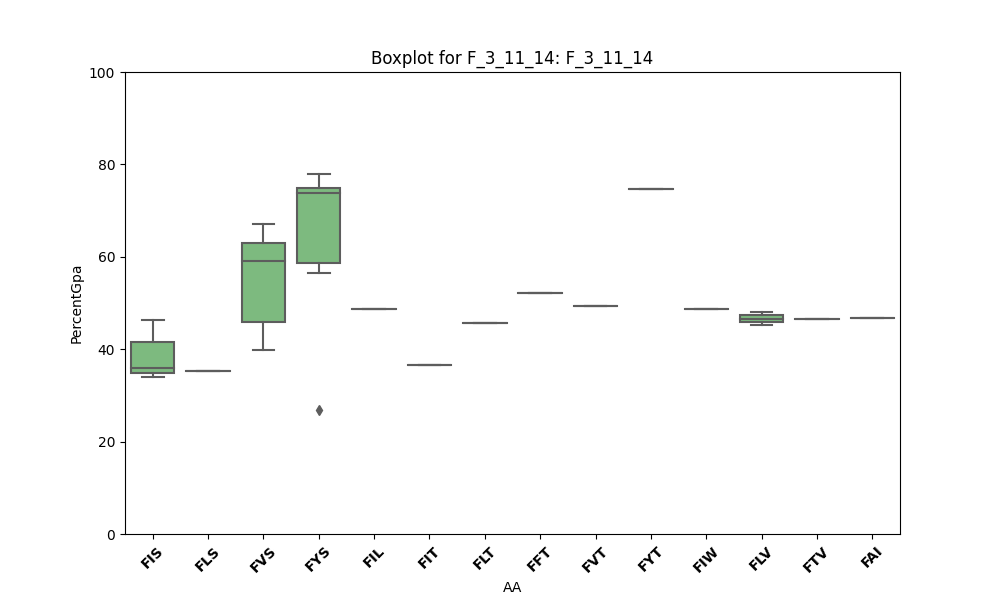 Boxplot for F_3_11_14: F_3_11_14
100
80
60
40
20
0
PercentGpa
FIS
FLS
FVS
FYS
FIL
FIT
FLT
FFT
FVT
FYT
FIW
FLV
FTV
FAI
AA